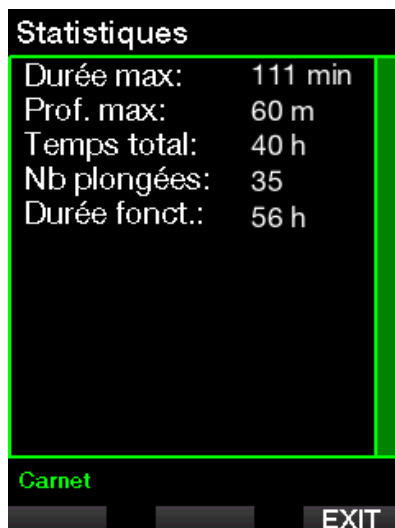 Statistiques
Durée max: 111 min
Prof. max: 60 m
Temps total: 40 h
Nb plongées: 35
Durée fonct.: 56 h
Carnet
EXIT